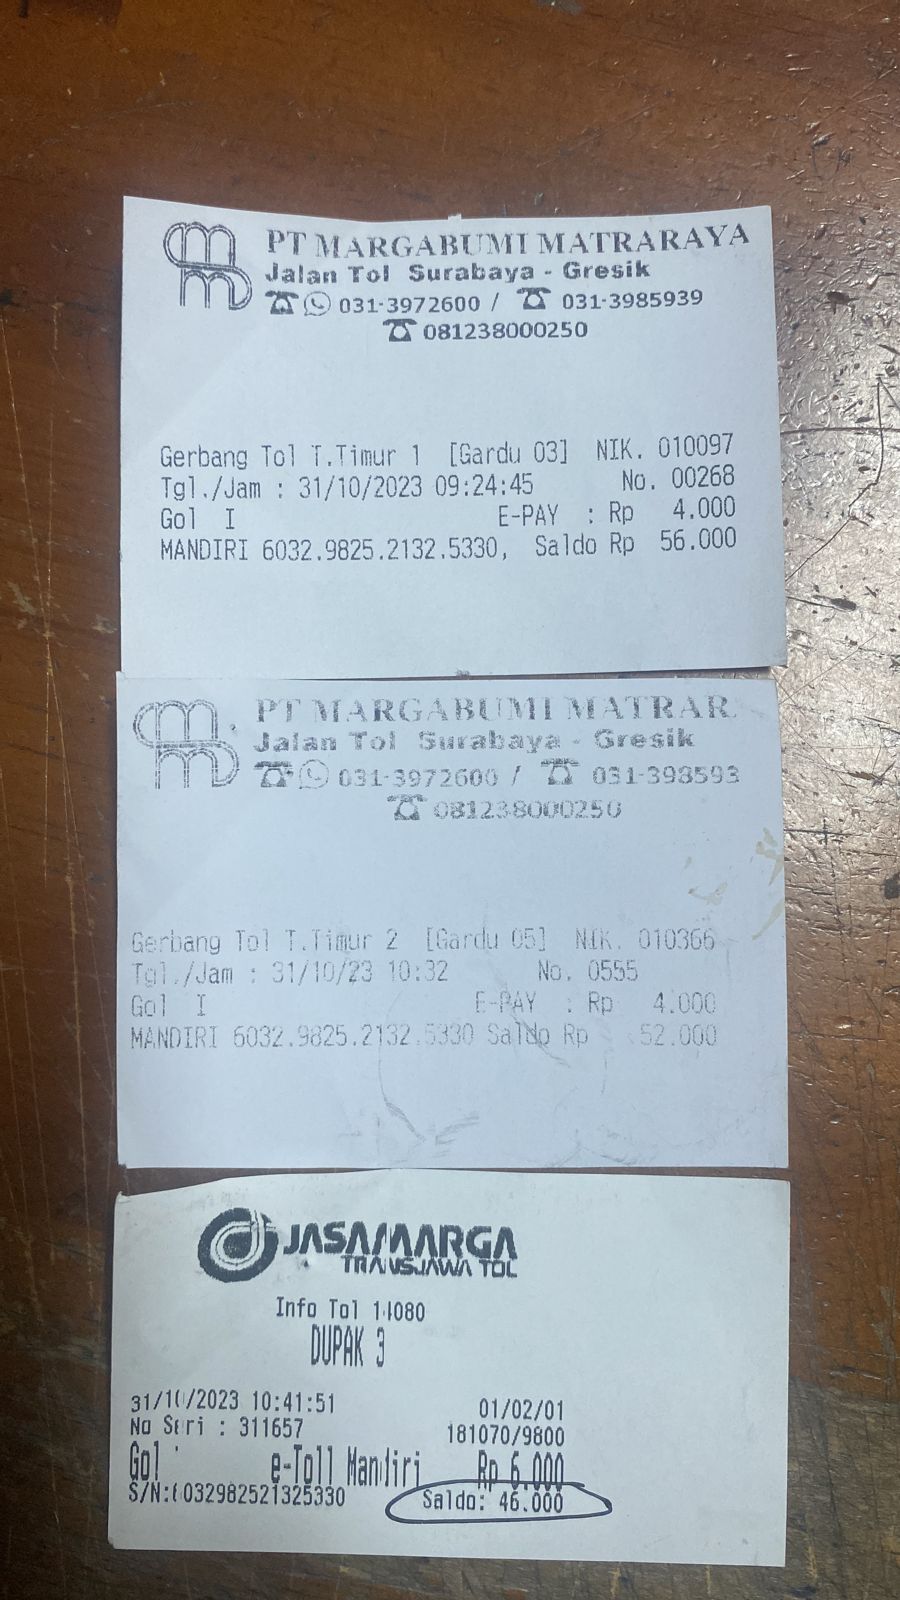 PT MARGABUMI MATRARAYA
Jalan Tol Surabaya - Gresik
031-3972600 / 031-3985939
081238000250
Gerbang Tol T.Timur 1 [Gardu 03] NIK. 010097
Tgl./Jam : 31/10/2023 09:24:45 No. 00268
Gol I E-PAY : Rp 4.000
MANDIRI 6032.9825.2132.5330, Saldo Rp 56.000
PT MARGABUMI MATRAR
Jalan Tol Surabaya - Gresik
031-3972600 / 031-398593
081238000250
Gerbang Tol T.Timur 2 [Gardu 05] NIK. 010366
Tgl./Jam : 31/10/23 10:32 No. 0555
Gol I E-PAY : Rp 4.000
MANDIRI 6032.9825.2132.5330 Saldo Rp 52.000
JASAMARGA
TRANSJAWA TOL
Info Tol 14080
DUPAK 3
31/10/2023 10:41:51 01/02/01
No Seri : 311657 181070/9800
Gol e-Toll Mandiri Rp 6.000
S/N:6032982521325330 Saldo: 46.000